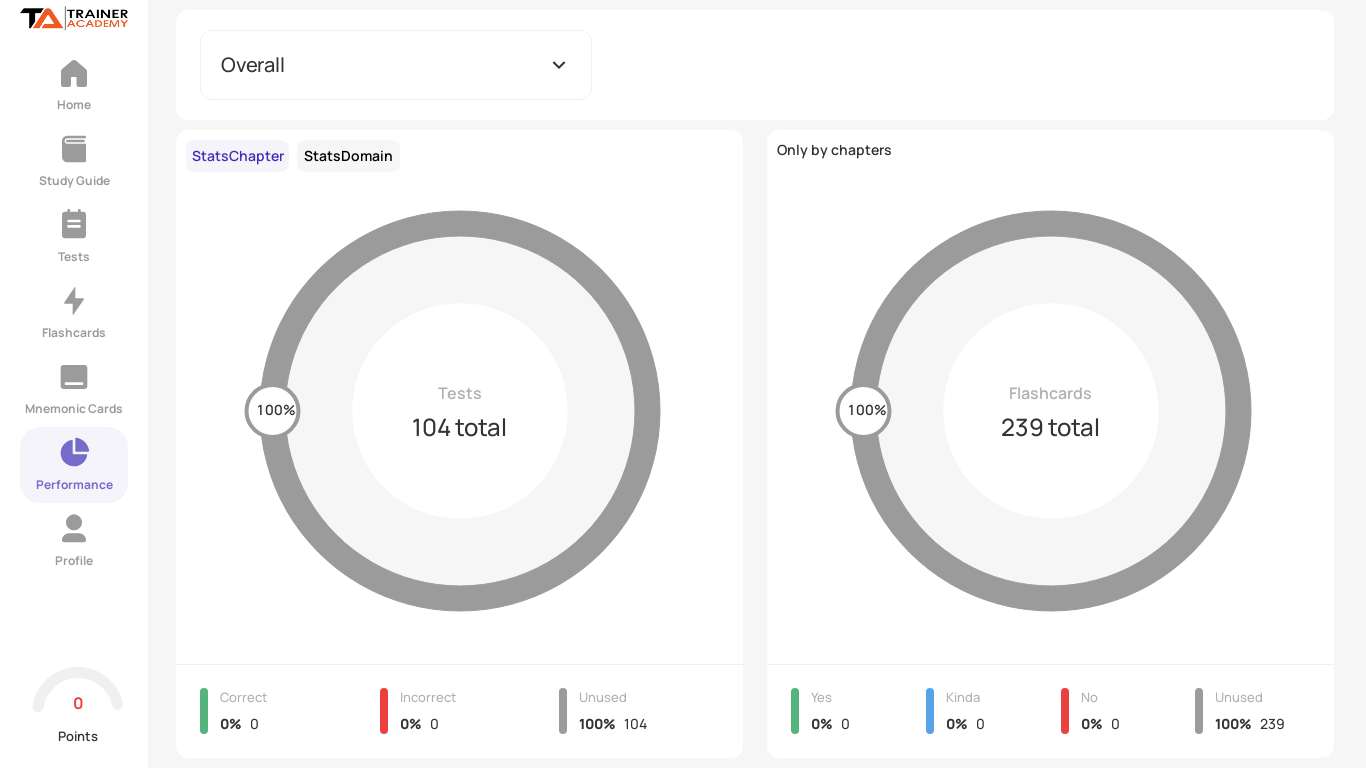 TRAINER
ACADEMY
Home
Study Guide
Tests
Flashcards
Mnemonic Cards
Performance
Profile
0
Points
Overall
StatsChapter StatsDomain
100%
Tests
104 total
Correct Incorrect Unused
0% 0 0% 0 100% 104
Only by chapters
100%
Flashcards
239 total
Yes Kinda No Unused
0% 0 0% 0 0% 0 100% 239